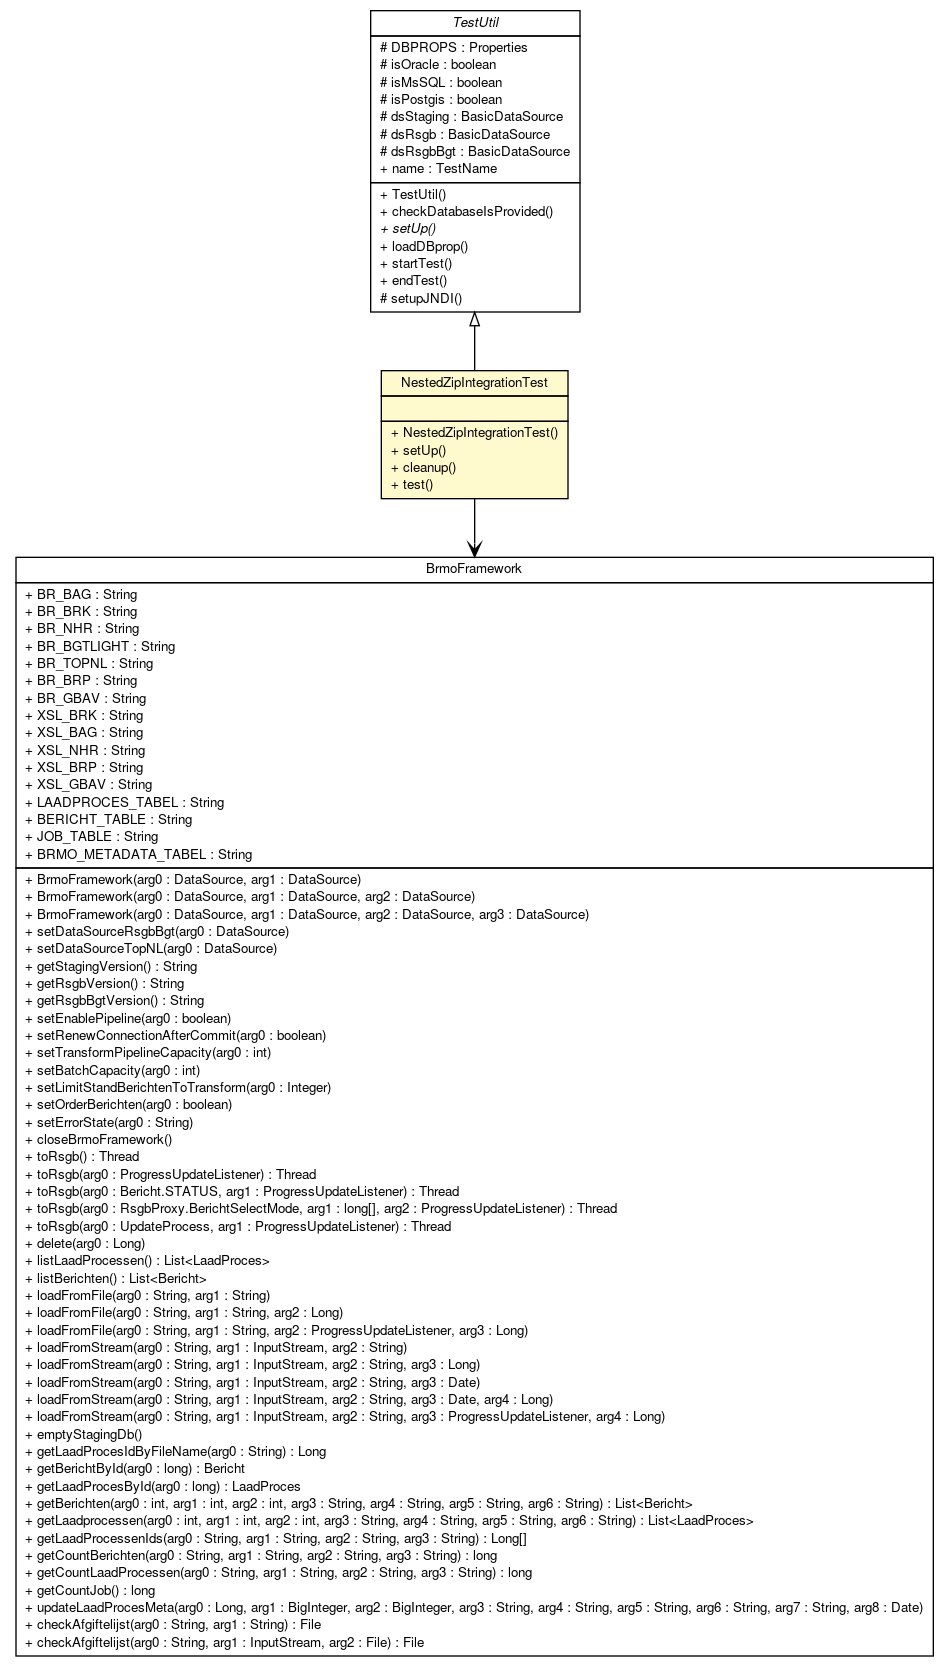 TestUtil
# DBPROPS : Properties
# isOracle : boolean
# isMsSQL : boolean
# isPostgis : boolean
# dsStaging : BasicDataSource
# dsRsgb : BasicDataSource
# dsRsgbBgt : BasicDataSource
+ name : TestName
+ TestUtil()
+ checkDatabaseIsProvided()
+ setUp()
+ loadDBprop()
+ startTest()
+ endTest()
# setupJNDI()
NestedZipIntegrationTest
+ NestedZipIntegrationTest()
+ setUp()
+ cleanup()
+ test()
BrmoFramework
+ BR_BAG : String
+ BR_BRK : String
+ BR_NHR : String
+ BR_BGTLIGHT : String
+ BR_TOPNL : String
+ BR_BRP : String
+ BR_GBAV : String
+ XSL_BRK : String
+ XSL_BAG : String
+ XSL_NHR : String
+ XSL_BRP : String
+ XSL_GBAV : String
+ LAADPROCES_TABEL : String
+ BERICHT_TABLE : String
+ JOB_TABLE : String
+ BRMO_METADATA_TABEL : String
+ BrmoFramework(arg0 : DataSource, arg1 : DataSource)
+ BrmoFramework(arg0 : DataSource, arg1 : DataSource, arg2 : DataSource)
+ BrmoFramework(arg0 : DataSource, arg1 : DataSource, arg2 : DataSource, arg3 : DataSource)
+ setDataSourceRsgbBgt(arg0 : DataSource)
+ setDataSourceTopNL(arg0 : DataSource)
+ getStagingVersion() : String
+ getRsgbVersion() : String
+ getRsgbBgtVersion() : String
+ setEnablePipeline(arg0 : boolean)
+ setRenewConnectionAfterCommit(arg0 : boolean)
+ setTransformPipelineCapacity(arg0 : int)
+ setBatchCapacity(arg0 : int)
+ setLimitStandBerichtenToTransform(arg0 : Integer)
+ setOrderBerichten(arg0 : boolean)
+ setErrorState(arg0 : String)
+ closeBrmoFramework()
+ toRsgb() : Thread
+ toRsgb(arg0 : ProgressUpdateListener) : Thread
+ toRsgb(arg0 : Bericht.STATUS, arg1 : ProgressUpdateListener) : Thread
+ toRsgb(arg0 : RsgbProxy.BerichtSelectMode, arg1 : long[], arg2 : ProgressUpdateListener) : Thread
+ toRsgb(arg0 : UpdateProcess, arg1 : ProgressUpdateListener) : Thread
+ delete(arg0 : Long)
+ listLaadProcessen() : List<LaadProces>
+ listBerichten() : List<Bericht>
+ loadFromFile(arg0 : String, arg1 : String)
+ loadFromFile(arg0 : String, arg1 : String, arg2 : Long)
+ loadFromFile(arg0 : String, arg1 : String, arg2 : ProgressUpdateListener, arg3 : Long)
+ loadFromStream(arg0 : String, arg1 : InputStream, arg2 : String)
+ loadFromStream(arg0 : String, arg1 : InputStream, arg2 : String, arg3 : Long)
+ loadFromStream(arg0 : String, arg1 : InputStream, arg2 : String, arg3 : Date)
+ loadFromStream(arg0 : String, arg1 : InputStream, arg2 : String, arg3 : Date, arg4 : Long)
+ loadFromStream(arg0 : String, arg1 : InputStream, arg2 : String, arg3 : ProgressUpdateListener, arg4 : Long)
+ emptyStagingDb()
+ getLaadProcesIdByFileName(arg0 : String) : Long
+ getBerichtById(arg0 : long) : Bericht
+ getLaadProcesById(arg0 : long) : LaadProces
+ getBerichten(arg0 : int, arg1 : int, arg2 : int, arg3 : String, arg4 : String, arg5 : String, arg6 : String) : List<Bericht>
+ getLaadprocessen(arg0 : int, arg1 : int, arg2 : int, arg3 : String, arg4 : String, arg5 : String, arg6 : String) : List<LaadProces>
+ getLaadProcessenIds(arg0 : String, arg1 : String, arg2 : String, arg3 : String) : Long[]
+ getCountBerichten(arg0 : String, arg1 : String, arg2 : String, arg3 : String) : long
+ getCountLaadProcessen(arg0 : String, arg1 : String, arg2 : String, arg3 : String) : long
+ getCountJob() : long
+ updateLaadProcesMeta(arg0 : Long, arg1 : BigInteger, arg2 : BigInteger, arg3 : String, arg4 : String, arg5 : String, arg6 : String, arg7 : String, arg8 : Date)
+ checkAfgiftelijst(arg0 : String, arg1 : String) : File
+ checkAfgiftelijst(arg0 : String, arg1 : InputStream, arg2 : File) : File